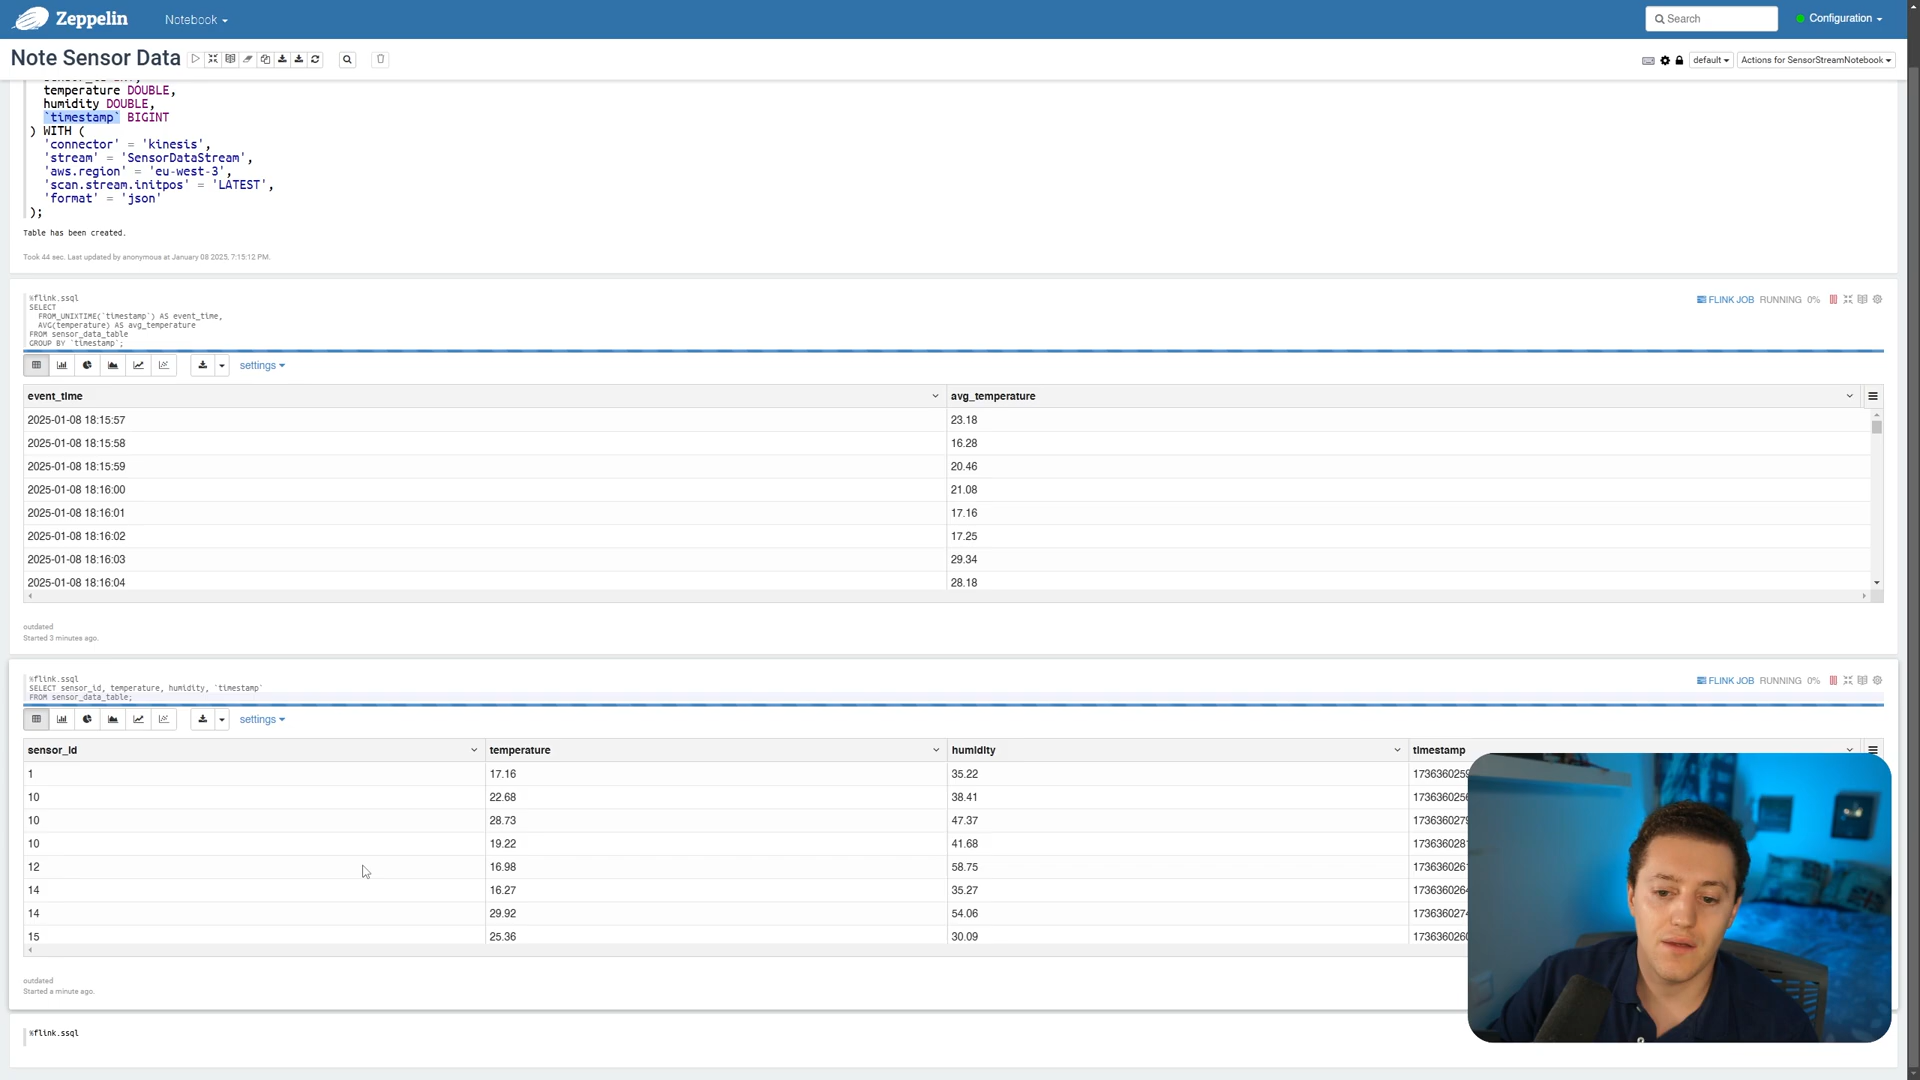 Zeppelin
Notebook
Search
Configuration
Note Sensor Data
default
Actions for SensorStreamNotebook
temperature DOUBLE,
humidity DOUBLE,
`timestamp` BIGINT
) WITH (
'connector' = 'kinesis',
'stream' = 'SensorDataStream',
'aws.region' = 'eu-west-3',
'scan.stream.initpos' = 'LATEST',
'format' = 'json'
);
Table has been created.
Took 44 sec. Last updated by anonymous at January 08 2025, 7:15:12 PM.
%flink.ssql
SELECT
FROM_UNIXTIME(`timestamp`) AS event_time,
AVG(temperature) AS avg_temperature
FROM sensor_data_table
GROUP BY `timestamp`;
FLINK JOB RUNNING 0%
settings
event_time avg_temperature
2025-01-08 18:15:57 23.18
2025-01-08 18:15:58 16.28
2025-01-08 18:15:59 20.46
2025-01-08 18:16:00 21.08
2025-01-08 18:16:01 17.16
2025-01-08 18:16:02 17.25
2025-01-08 18:16:03 29.34
2025-01-08 18:16:04 28.18
outdated
Started 3 minutes ago.
%flink.ssql
SELECT sensor_id, temperature, humidity, `timestamp`
FROM sensor_data_table;
FLINK JOB RUNNING 0%
settings
sensor_id temperature humidity timestamp
1 17.16 35.22 173636025
10 22.68 38.41 173636025
10 28.73 47.37 173636027
10 19.22 41.68 173636028
12 16.98 58.75 173636026
14 16.27 35.27 173636026
14 29.92 54.06 173636027
15 25.36 30.09 173636026
outdated
Started a minute ago.
%flink.ssql